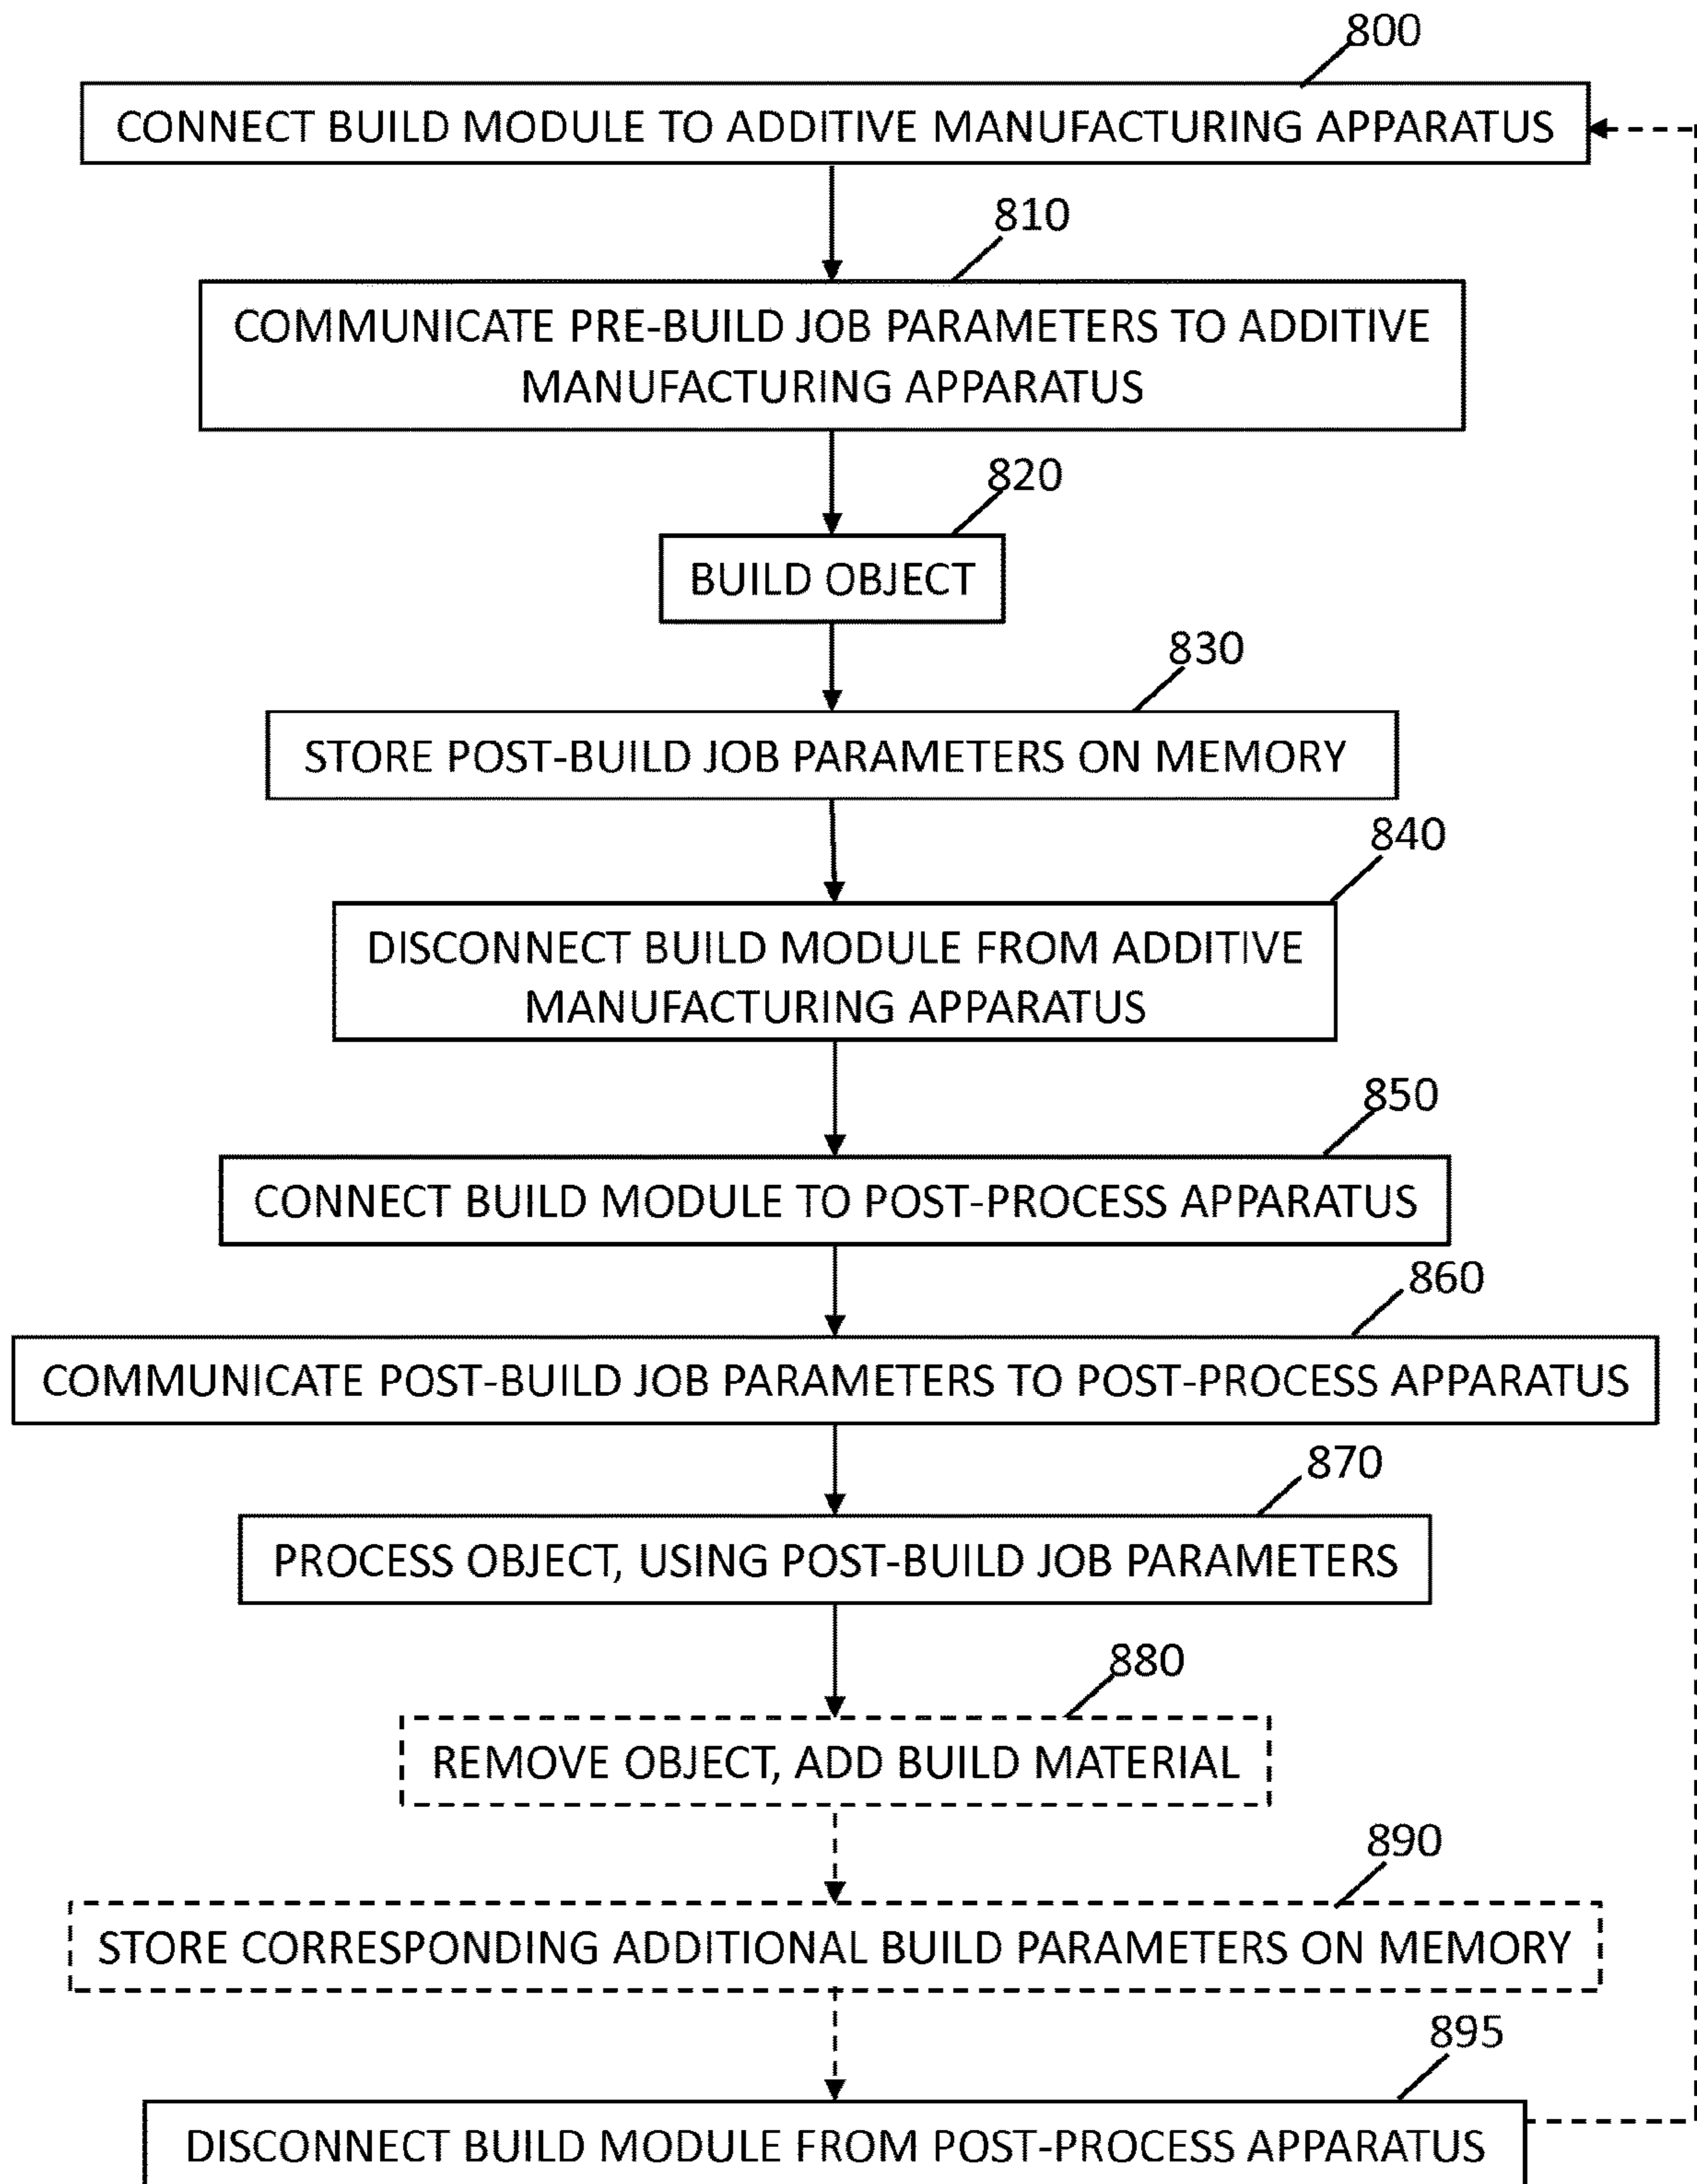 800
CONNECT BUILD MODULE TO ADDITIVE MANUFACTURING APPARATUS
810
COMMUNICATE PRE-BUILD JOB PARAMETERS TO ADDITIVE
MANUFACTURING APPARATUS
820
BUILD OBJECT
830
STORE POST-BUILD JOB PARAMETERS ON MEMORY
840
DISCONNECT BUILD MODULE FROM ADDITIVE
MANUFACTURING APPARATUS
850
CONNECT BUILD MODULE TO POST-PROCESS APPARATUS
860
COMMUNICATE POST-BUILD JOB PARAMETERS TO POST-PROCESS APPARATUS
870
PROCESS OBJECT, USING POST-BUILD JOB PARAMETERS
880
REMOVE OBJECT, ADD BUILD MATERIAL
890
STORE CORRESPONDING ADDITIONAL BUILD PARAMETERS ON MEMORY
895
DISCONNECT BUILD MODULE FROM POST-PROCESS APPARATUS